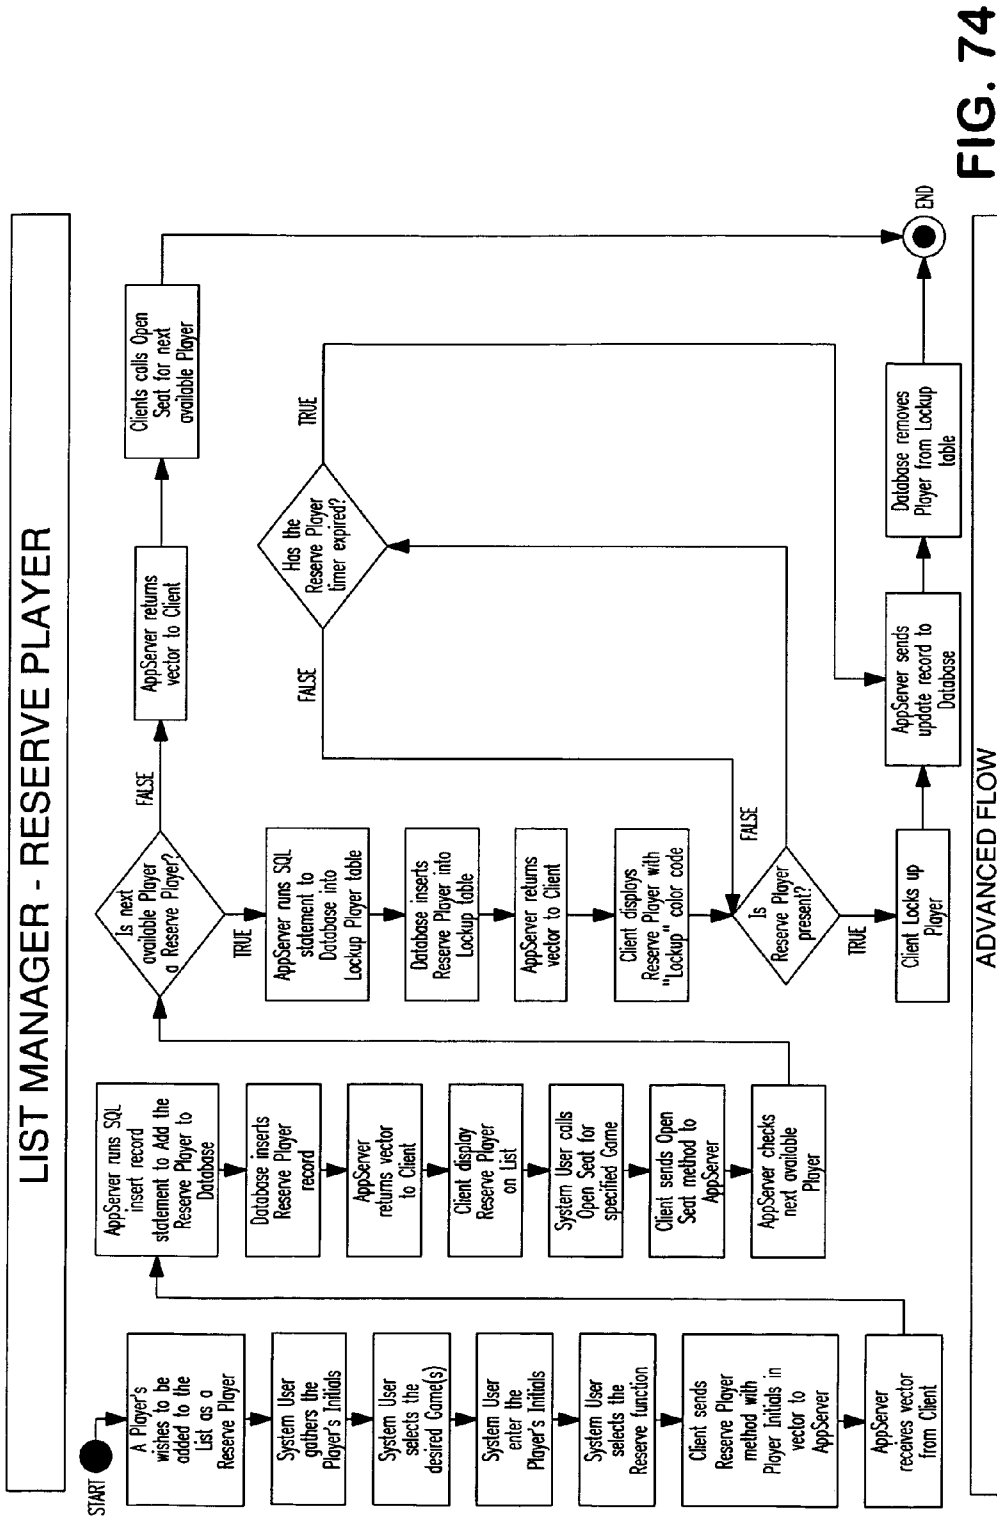 LIST MANAGER - RESERVE PLAYER
START
A Player's
wishes to be
added to the
List as a
Reserve Player
System User
gathers the
Player's Initials
System User
selects the
desired Game(s)
System User
enter the
Player's Initials
System User
selects the
Reserve function
Client sends
Reserve Player
method with
Player Initials in
vector to
AppServer
AppServer
receives vector
from Client
AppServer runs SQL
insert record
statement to Add the
Reserve Player to
Database
Database inserts
Reserve Player
record
AppServer
returns vector
to Client
Client display
Reserve Player
on List
System User calls
Open Seat for
specified Game
Client sends Open
Seat method to
AppServer
AppServer checks
next available
Player
Is next
available Player
a Reserve Player?
FALSE
TRUE
AppServer returns
vector to Client
Clients calls Open
Seat for next
available Player
AppServer runs SQL
statement to
Database into
Lockup Player table
Database inserts
Reserve Player into
Lockup table
AppServer returns
vector to Client
Client displays
Reserve Player with
"Lockup" color code
Is
Reserve Player
present?
FALSE
TRUE
Has the
Reserve Player
timer expired?
FALSE
TRUE
Client Locks up
Player
AppServer sends
update record to
Database
Database removes
Player from Lockup
table
END
ADVANCED FLOW
FIG. 74